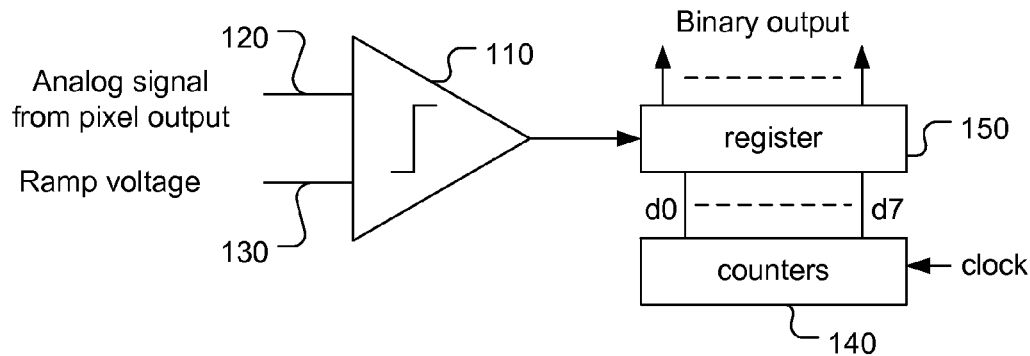 Binary output
120
110
Analog signal
from pixel output
register
150
Ramp voltage
d0
d7
130
counters
clock
140